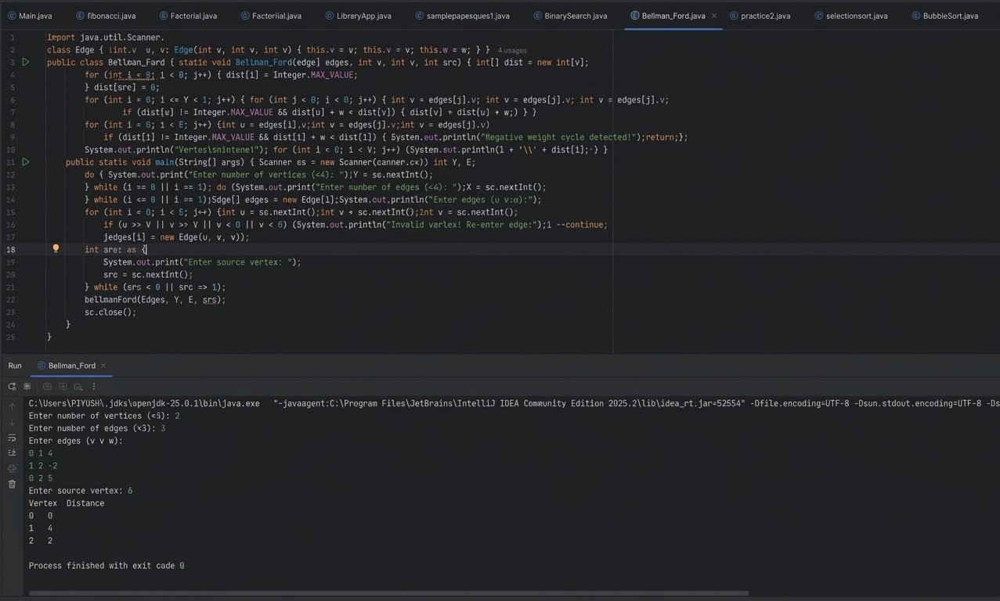 Main.java fibonacci.java Factorial.java Factoriial.java LibraryApp.java samplepapesques1.java BinarySearch java Bellman_Ford.java × practice2.java selectionsort.java BubbleSort.java
1 import java.util.Scanner.
2 class Edge { u, v: Edge(int v, int v, int v) { this.v = v; this.v = v; this.w = w; } } 4 usages
3 public class Bellman_Fard { static void Bellman_Ford(edge] edges, int v, int v, int src) { int[] dist = new int[v];
4 fer (int i < 0; 1 < 0; j++) { dist[i] = Integer.MAX_VALUE;
5 } dist[sre] = 0;
6 for (int i = 0; i <= Y < 1; j++) { for (int j < 0; i < 0; j++) { int v = edges[j].v; int v = edges[j].v; int v = edges[j].v;
7 if (dist[u] != Integer.MAX_VALUE && dist[u] + w < dist(v]) { dist[v] + dist(u] + w;) } }
8 for (int i = 1 < E; j++) {int u = edges[i],v;int v = edges[j].v;int v = edges[j].v)
9 if (dist[i] != Integer.MAX_VALUE && dist[i] + w < dist[1]) { System.out.println("Negative weight cycle detected!");return;};
10 System.out.println("Vertes\snintene1"); for (int i < 0; i < V; j++) (System.out.println(1 + '\\' + dist[i]; } }
11 public static void main(String[] args) { Scanner es = new Scanner(canner.cx)) int Y, E;
12 do { System.out.print("Enter number of vertices (<4): ");Y = sc.nextInt();
13 } while (i == 0 || i == 1); do (System.out.print("Enter number of edges (<4): ");X = sc.nextInt();
14 } while (i <= 0 || i == 1);Sdge[] edges = new Edge[l];System.out.println("Enter edges (u v:a):");
15 for (int i < 0; i < E; j++) {int u = sc.nextInt();int v + sc.nextInt();2nt v = sc.nextInt();
16 if (u >> V || v >> V || v < 0 || v < 6) (System.out.println("Invalid varlex! Re-enter edge:");1 --continue;
17 jedges[i] = new Edge(u, v, v));
18 int as {
19 System.out.print("Enter source vertex: ");
20 src = sc.nextInt();
21 } while (srs < 0 || src => 1);
22 bellmanFord(Edges, Y, E, srs);
23 sc.close();
24 }
25 }
Run Bellman_Ford ×
C:\Users\PIYUSH\.jdks\openjdk-25.0.1\bin\java.exe "-javaagent:C:\Program Files\JetBrains\IntelliJ IDEA Community Edition 2025.2\lib\idea_rt.jar=52554" -Dfile.encoding=UTF-8 -Dsun.stdout.encoding=UTF-8 -Ds
Enter number of vertices (<5): 2
Enter number of edges (×3): 3
Enter edges (v v w):
0 1 4
1 2 -2
0 2 5
Enter source vertex: 6
Vertex Distance
0 0
1 4
2 2
Process finished with exit code 0